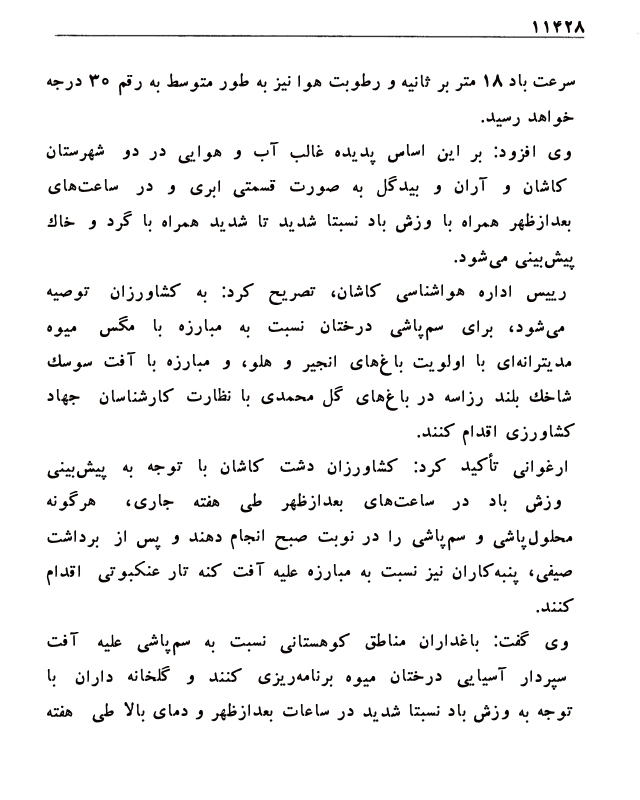 ۱۱۴۲۸
سرعت باد ۱۸ متر بر ثانیه و رطوبت هوا نیز به طور متوسط به رقم ۳۰ درجه
خواهد رسید.
وی افزود: بر این اساس پدیده غالب آب و هوایی در دو شهرستان
کاشان و آران و بیدگل به صورت قسمتی ابری و در ساعت‌های
بعدازظهر همراه با وزش باد نسبتا شدید تا شدید همراه با گرد و خاك
پیش‌بینی می‌شود.
رییس اداره هواشناسی کاشان، تصریح کرد: به کشاورزان توصیه
می‌شود، برای سم‌پاشی درختان نسبت به مبارزه با مگس میوه
مدیترانه‌ای با اولویت باغ‌های انجیر و هلو، و مبارزه با آفت سوسك
شاخك بلند رزاسه در باغ‌های گل محمدی با نظارت کارشناسان جهاد
کشاورزی اقدام کنند.
ارغوانی تأکید کرد: کشاورزان دشت کاشان با توجه به پیش‌بینی
وزش باد در ساعت‌های بعدازظهر طی هفته جاری، هرگونه
محلول‌پاشی و سم‌پاشی را در نوبت صبح انجام دهند و پس از برداشت
صیفی، پنبه‌کاران نیز نسبت به مبارزه علیه آفت کنه تار عنکبوتی اقدام
کنند.
وی گفت: باغداران مناطق کوهستانی نسبت به سم‌پاشی علیه آفت
سپردار آسیایی درختان میوه برنامه‌ریزی کنند و گلخانه داران با
توجه به وزش باد نسبتا شدید در ساعات بعدازظهر و دمای بالا طی هفته